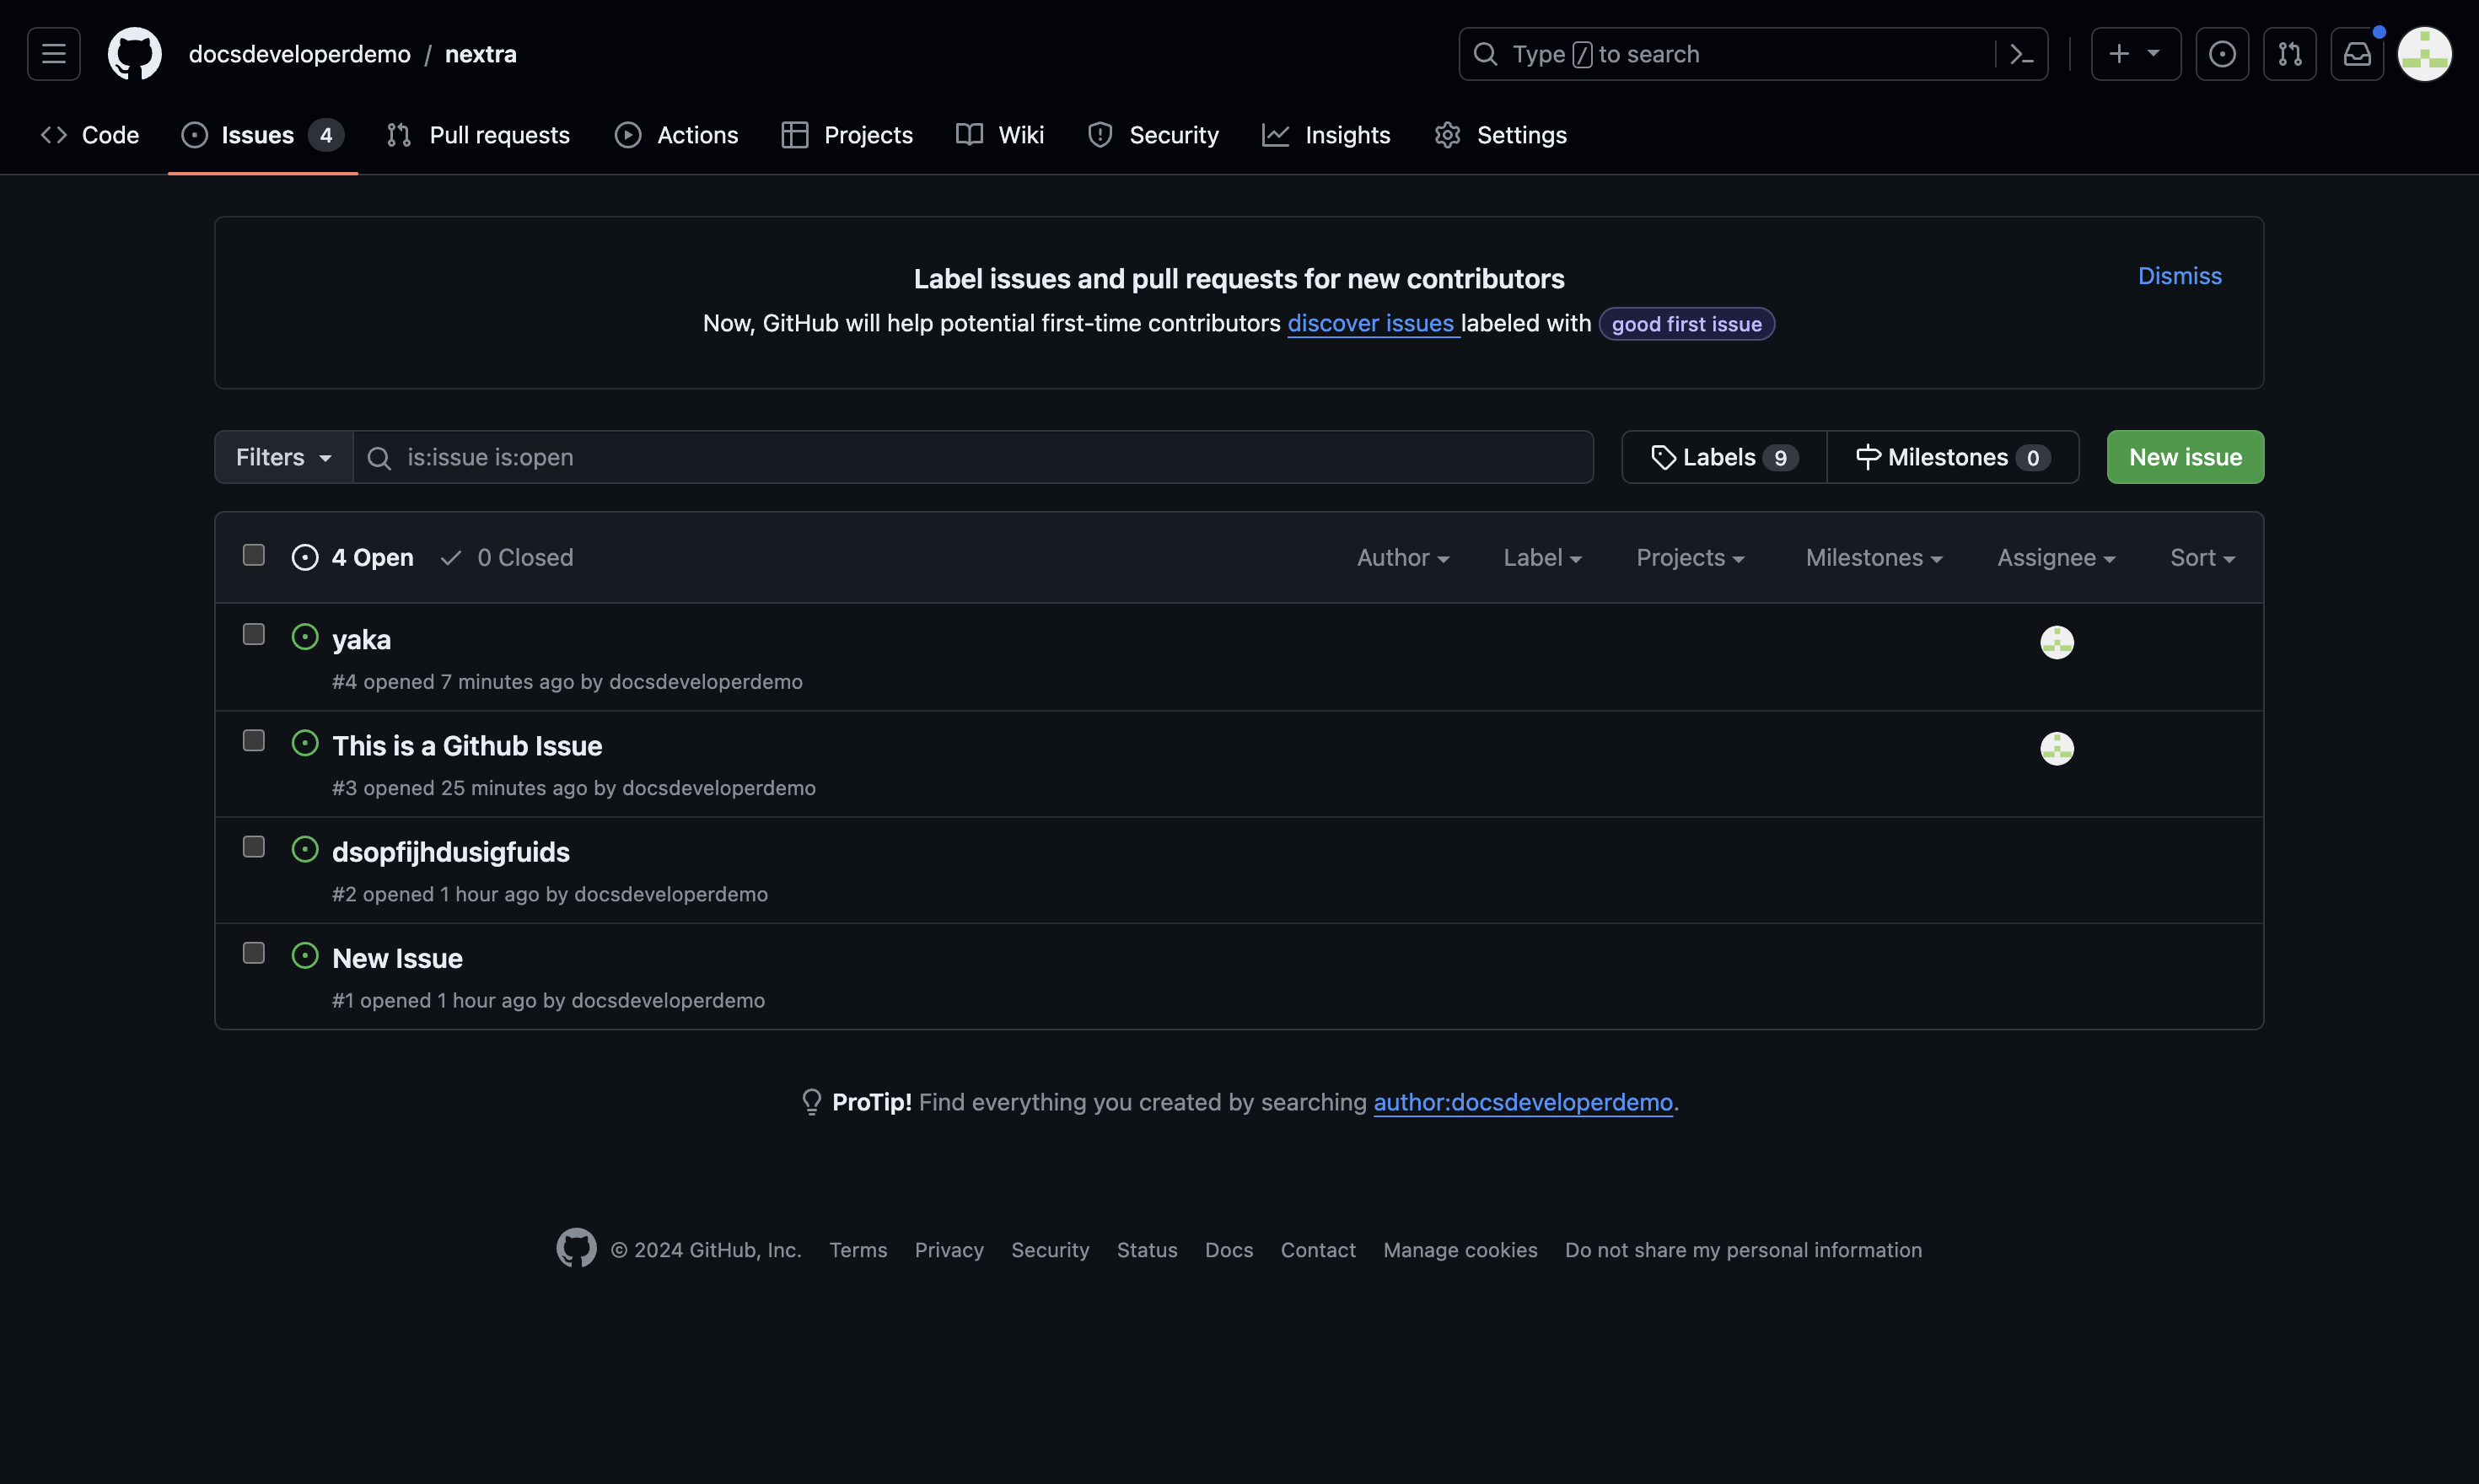 docsdeveloperdemo / nextra
Type / to search
Code Issues 4 Pull requests Actions Projects Wiki Security Insights Settings
Label issues and pull requests for new contributors
Dismiss
Now, GitHub will help potential first-time contributors discover issues labeled with good first issue
Filters is:issue is:open Labels 9 Milestones 0 New issue
4 Open 0 Closed Author Label Projects Milestones Assignee Sort
yaka
#4 opened 7 minutes ago by docsdeveloperdemo
This is a Github Issue
#3 opened 25 minutes ago by docsdeveloperdemo
dsopfijhdusigfuids
#2 opened 1 hour ago by docsdeveloperdemo
New Issue
#1 opened 1 hour ago by docsdeveloperdemo
ProTip! Find everything you created by searching author:docsdeveloperdemo.
© 2024 GitHub, Inc. Terms Privacy Security Status Docs Contact Manage cookies Do not share my personal information